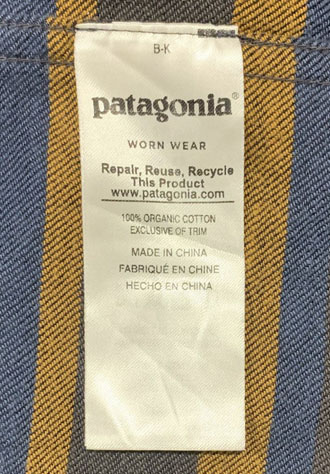 B-K
patagonia®
WORN WEAR
Repair, Reuse, Recycle
This Product
www.patagonia.com
100% ORGANIC COTTON
EXCLUSIVE OF TRIM
MADE IN CHINA
FABRIQUÉ EN CHINE
HECHO EN CHINA